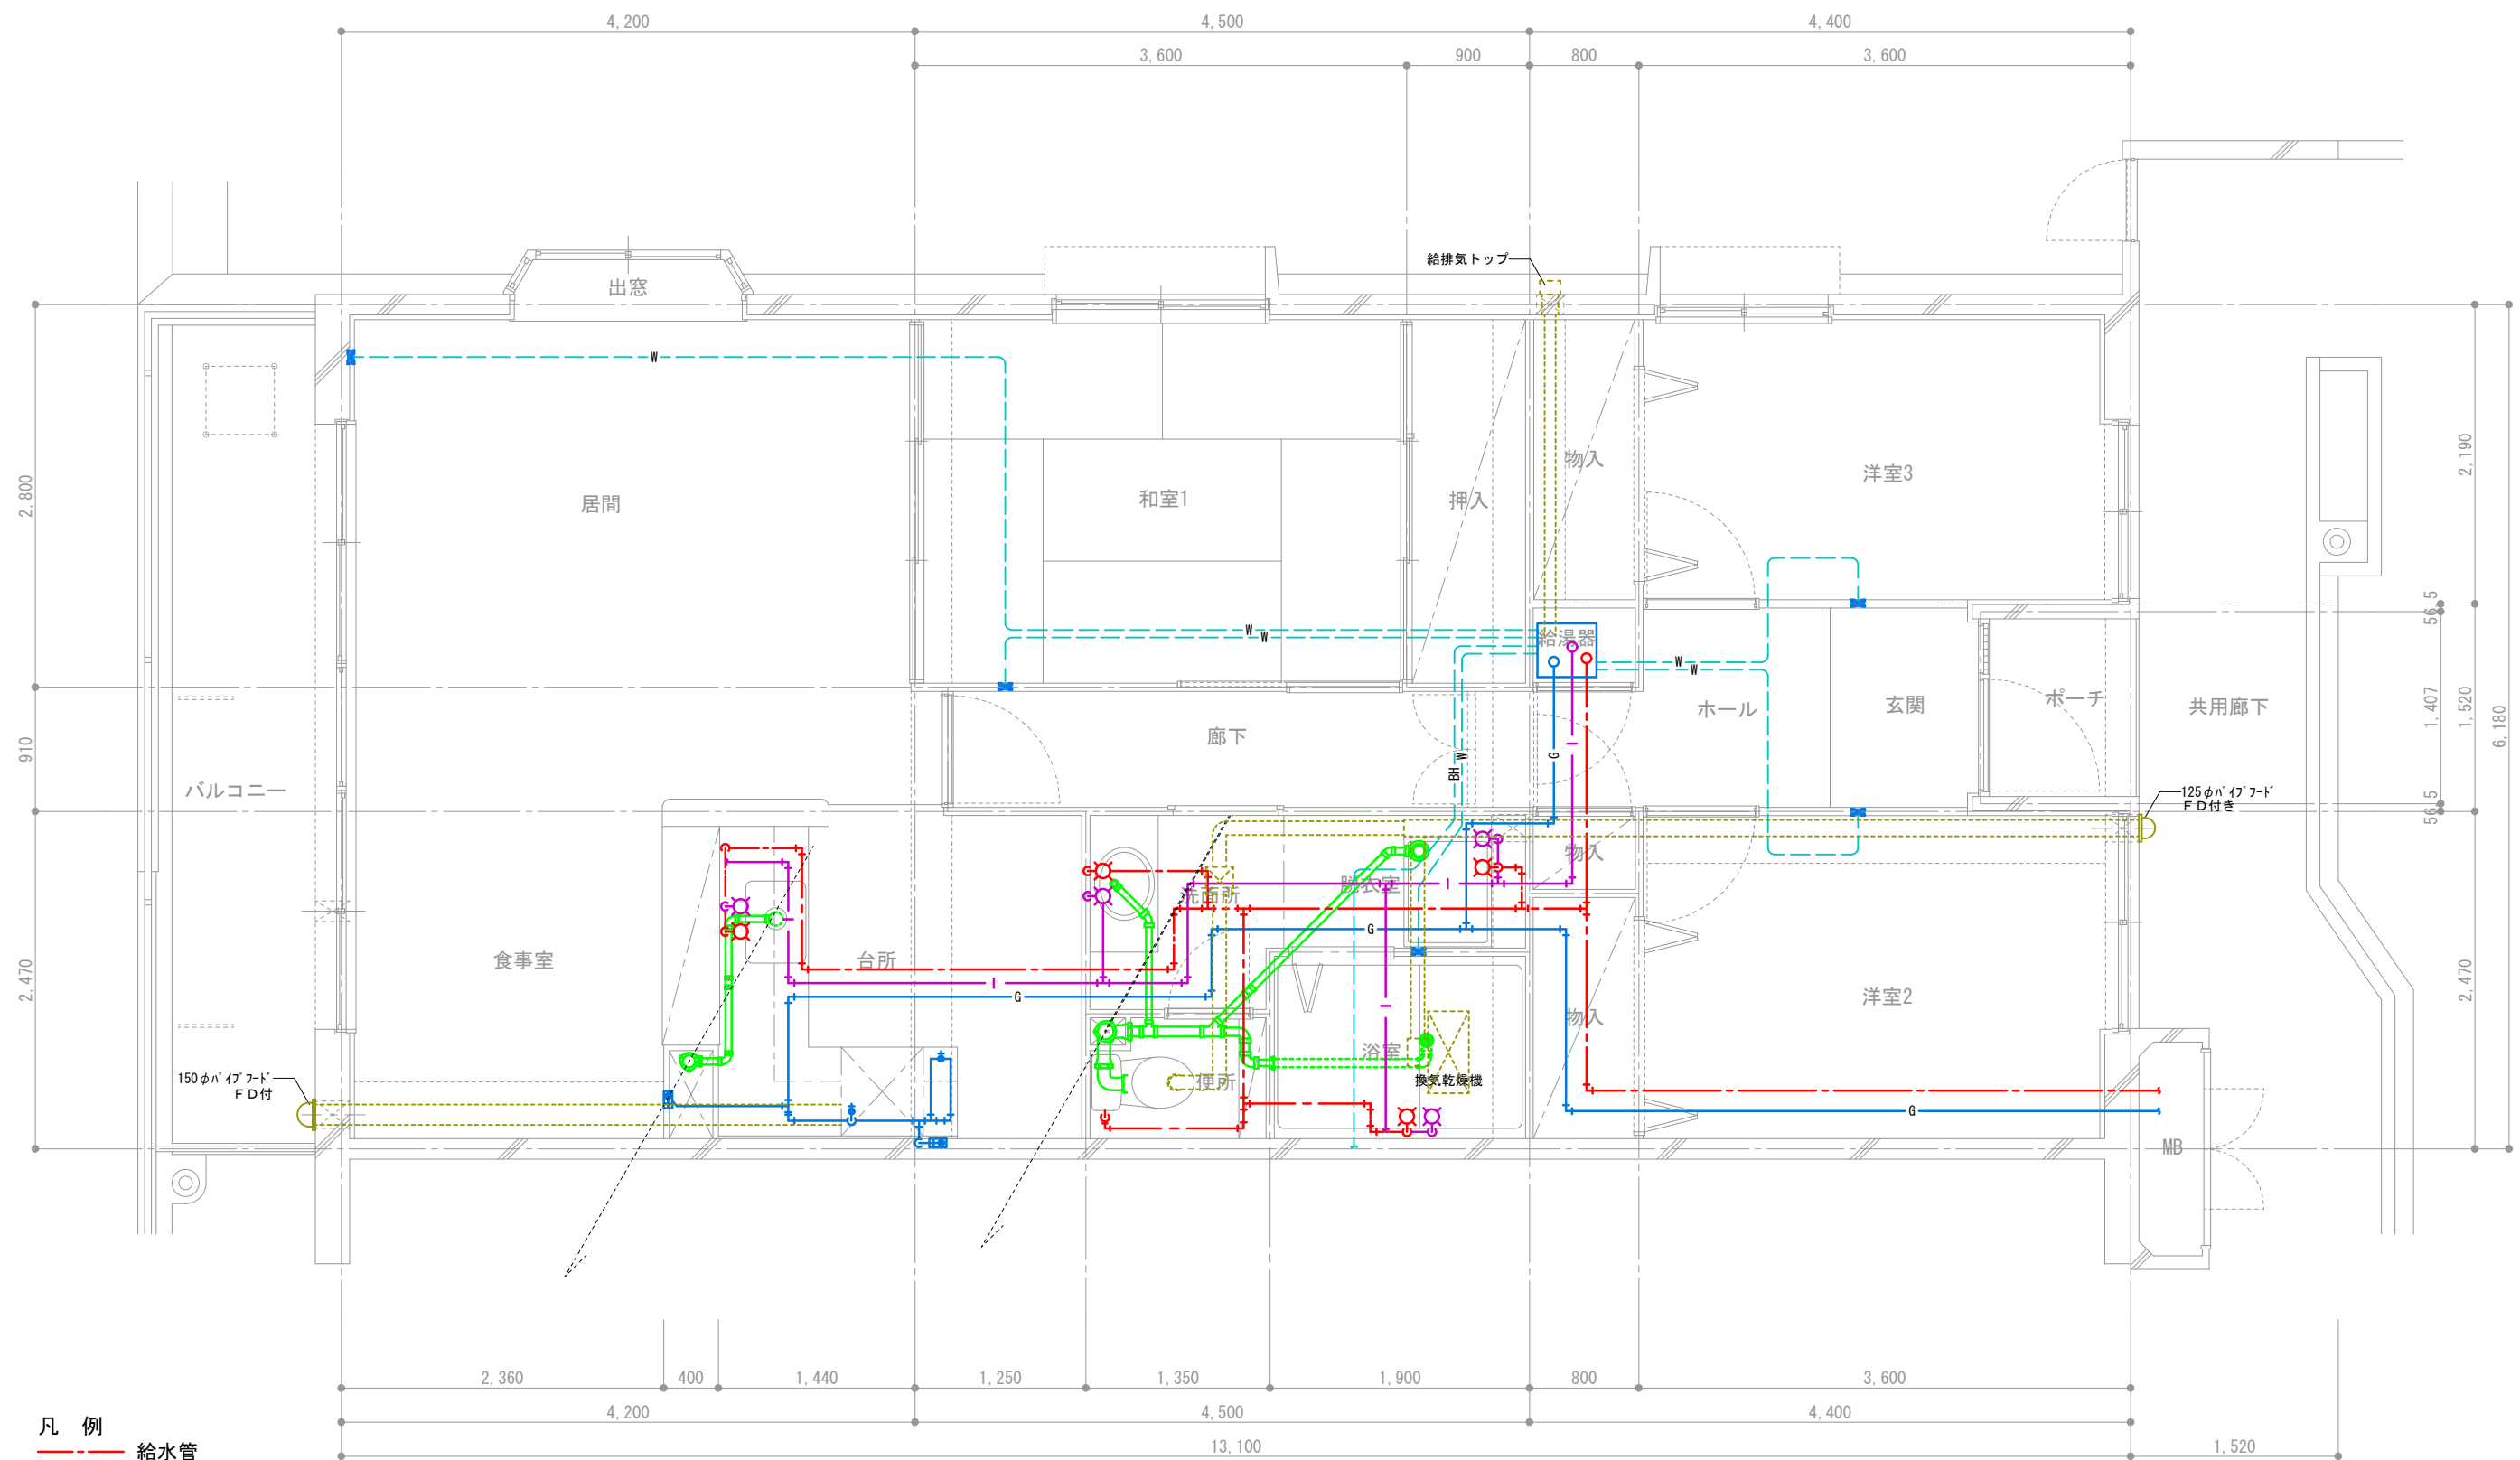 4,200
4,500
4,400
3,600
900
800
3,600
給排気トップ
出窓
W
居間
和室1
押入
物入
洋室3
2,800
2,190
W
W
給湯器
W
W
56.5
バルコニー
廊下
BH
W
G
ホール
玄関
ポーチ
共用廊下
910
1,407
1,520
6,180
56.5
125φパイプフード
FD付き
洗面所
脱衣室
物入
G
食事室
台所
G
物入
洋室2
2,470
2,470
浴室
換気乾燥機
便所
150φパイプフード
FD付
G
MB
2,360
400
1,440
1,250
1,350
1,900
800
3,600
4,200
4,500
4,400
13,100
1,520
凡 例
給水管